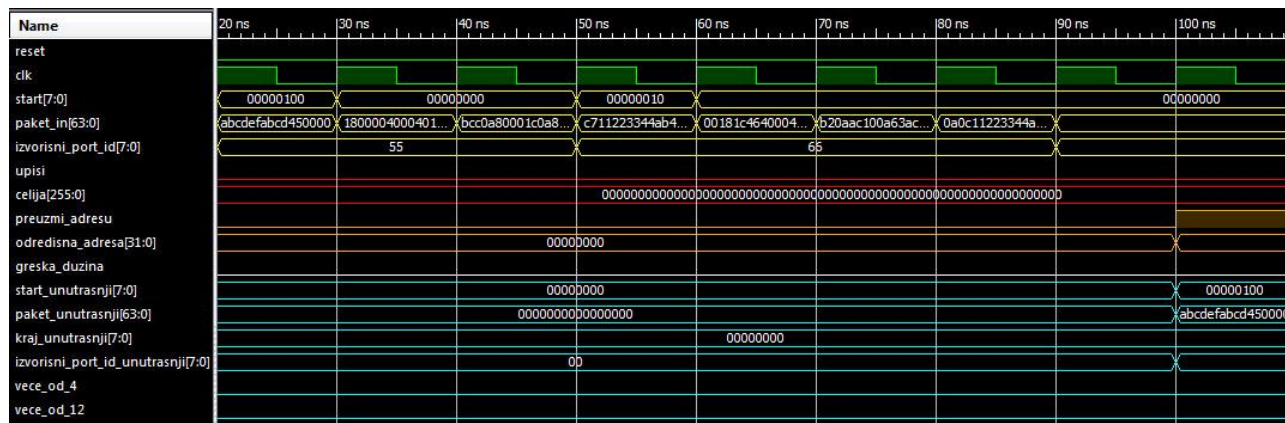 Name 20 ns 30 ns 40 ns 50 ns 60 ns 70 ns 80 ns 90 ns 100 ns
reset
clk
start[7:0] 00000100 00000000 00000010 00000000
paket_in[63:0] abcdefabcd450000 1800004000401... bcc0a80001c0a8... c711223344ab4... 00181c4640004... b20aac100a63ac... 0a0c11223344a...
izvorisni_port_id[7:0] 55 66
upisi
celija[255:0] 0000000000000000000000000000000000000000000000000000000000000000
preuzmi_adresu
odredisna_adresa[31:0] 00000000
greska_duzina
start_unutrasnji[7:0] 00000000 00000100
paket_unutrasnji[63:0] 0000000000000000 abcdefabcd450000
kraj_unutrasnji[7:0] 00000000
izvorisni_port_id_unutrasnji[7:0] 00
vece_od_4
vece_od_12